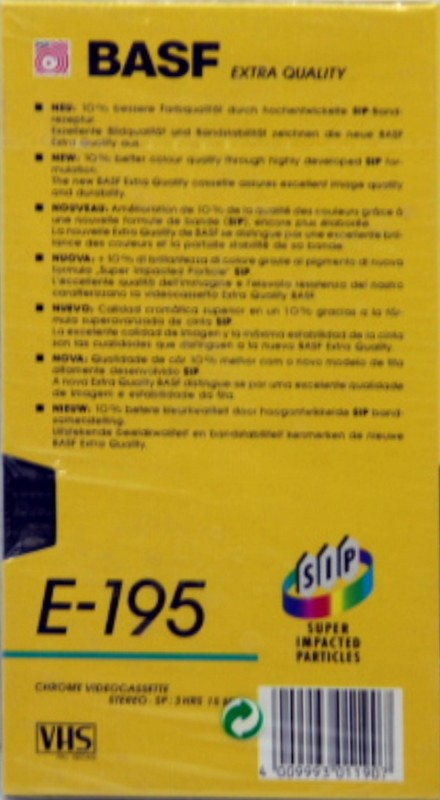 BASF EXTRA QUALITY
NEU: 10% bessere Farbqualität durch hochentwickelte SIP Band-
rezeptur.
Excellente Bildqualität und Bandstabilität zeichnen die neue BASF
Extra Quality aus.
NEW: 10% better colour quality through highly developed SIP for-
mulation.
The new BASF Extra Quality cassette assures excellent image quality
and durability.
NOUVEAU: Amélioration de 10% de la qualité des couleurs grâce à
une nouvelle formule de bande (SIP), encore plus élaborée.
La nouvelle Extra Quality de BASF se distingue par une excellente bril-
lance des couleurs et la parfaite stabilité de sa bande.
NUOVA: + 10% di brillantezza di colore grazie al pigmento di nuova
formula „Super Impacted Particle" SIP.
L'eccellente qualità dell'immagine e l'elevata resistenza del nastro
caratterizzano la videocassetta Extra Quality BASF.
NUEVO: Calidad cromática superior en un 10% gracias a la fór-
mula superavanzada de cinta SIP.
La excelente calidad de imagen y la máxima estabilidad de la cinta
son las cualidades que distinguen a la nueva BASF Extra Quality.
NOVA: Qualidade de côr 10% melhor com o novo modelo de fita
altamente desenvolvido SIP.
A nova Extra Quality BASF distingue-se por uma excelente qualidade
de imagem e estabilidade da fita.
NIEUW: 10% betere kleurkwaliteit door hoogontwikkelde SIP band-
samenstelling.
Uitstekende beeldkwaliteit en bandstabiliteit kenmerken de nieuwe
BASF Extra Quality.
E-195
SIP
SUPER
IMPACTED
PARTICLES
CHROME VIDEOCASSETTE
STEREO · SP: 3 HRS 15
VHS
4 009993 011907